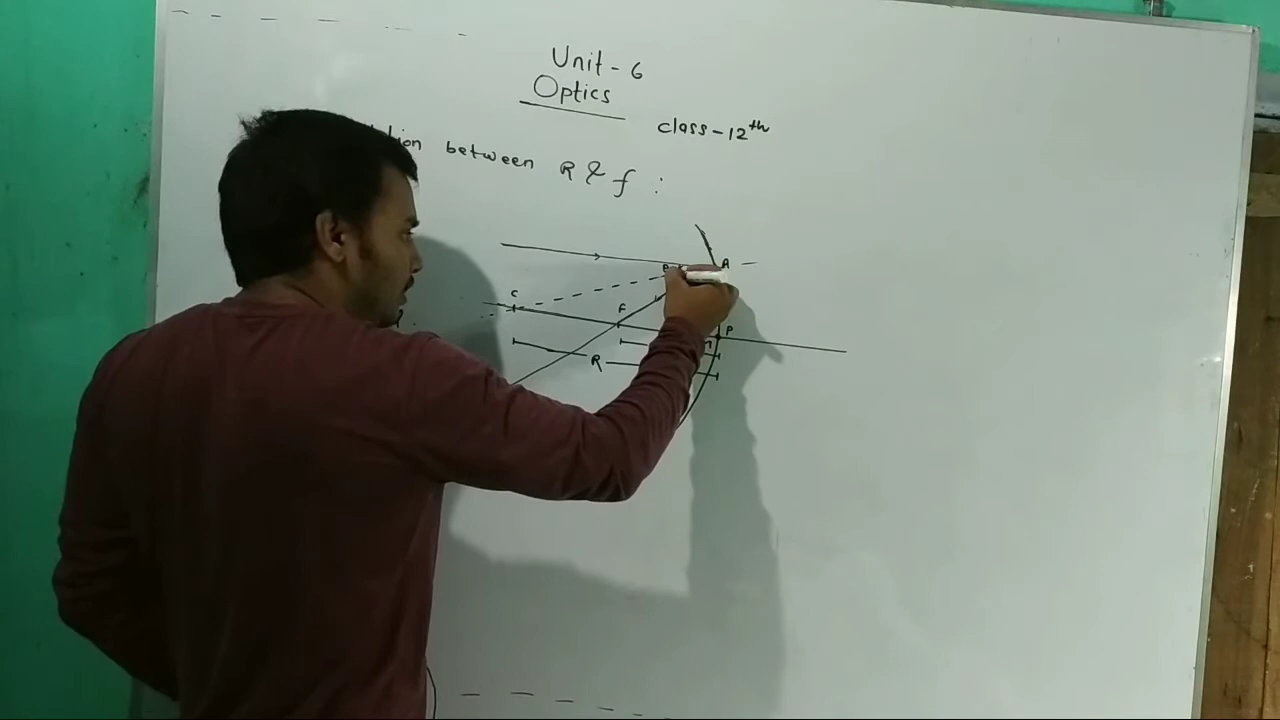 Unit - 6
Optics
class - 12th
between R & f :
A
C
F
P
R